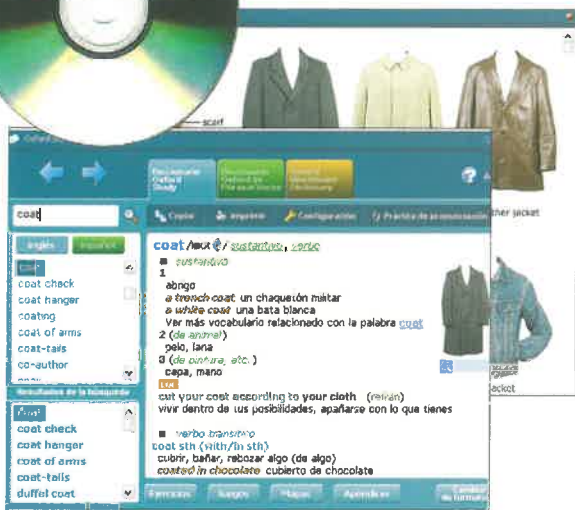 scarf
Diccionario Oxford Study
coat
Copiar
Imprimir
Configuración
Práctica de pronunciación
ther jacket
Inglés
Español
coat
coat check
coat hanger
coating
coat of arms
coat-tails
co-author
Resultados de la búsqueda
coat
coat check
coat hanger
coat of arms
coat-tails
duffel coat
coat / sustantivo, verbo
■ sustantivo
1
abrigo
a trench coat un chaquetón militar
a white coat una bata blanca
Ver más vocabulario relacionado con la palabra coat
2 (de animal)
pelo, lana
3 (de pintura, etc.)
capa, mano
cut your coat according to your cloth (refrán)
vivir dentro de tus posibilidades, apañarse con lo que tienes
■ verbo transitivo
coat sth (with/in sth)
cubrir, bañar, rebozar algo (de algo)
coated in chocolate cubierto de chocolate
jacket
Ejercicios
Juegos
Mapas
Apéndices